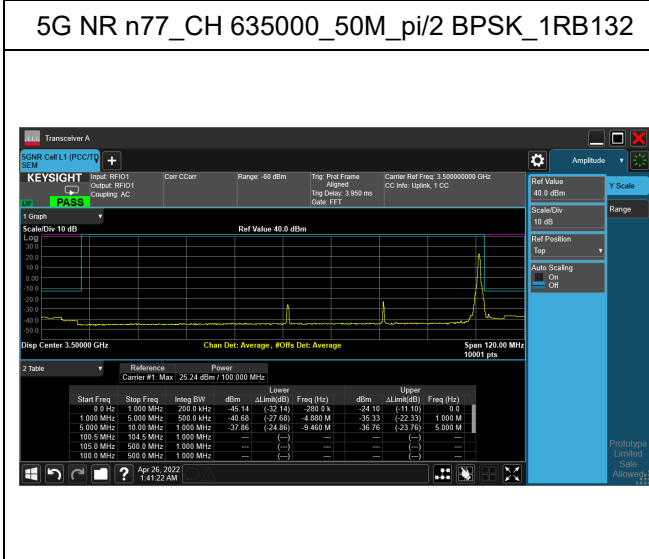 5G NR n77_CH 635000_50M_pi/2 BPSK_1RB132
Transceiver A
5GNR Cell L1 (PCC/TD
SEM
+
Amplitude
KEYSIGHT
Input: RFIO1
Output: RFIO1
Coupling: AC
Corr CCorr
Range: -60 dBm
Trig: Prot Frame
Aligned
Trig Delay: 3.950 ms
Gate: FFT
Carrier Ref Freq: 3.500000000 GHz
CC Info: Uplink, 1 CC
PASS
Ref Value
40.0 dBm
Y Scale
Scale/Div
10 dB
Range
Ref Position
Top
Auto Scaling
On
Off
1 Graph
Scale/Div 10 dB
Ref Value 40.0 dBm
Log
30.0
20.0
10.0
0.00
-10.0
-20.0
-30.0
-40.0
-50.0
Disp Center 3.50000 GHz
Chan Det: Average , #Offs Det: Average
Span 120.00 MHz
10001 pts
2 Table
Reference Power
Carrier #1: Max 25.24 dBm / 100.000 MHz
Lower Upper
Start Freq Stop Freq Integ BW dBm ΔLimit(dB) Freq (Hz) dBm ΔLimit(dB) Freq (Hz)
0.0 Hz 1.000 MHz 200.0 kHz -45.14 (-32.14) -280.0 k -24.10 (-11.10) 0.0
1.000 MHz 5.000 MHz 500.0 kHz -40.68 (-27.68) -4.880 M -35.33 (-22.33) 1.000 M
5.000 MHz 10.00 MHz 1.000 MHz -37.86 (-24.86) -9.460 M -36.76 (-23.76) 5.000 M
100.5 MHz 104.5 MHz 1.000 MHz --- (---) --- --- (---) ---
105.0 MHz 500.0 MHz 1.000 MHz --- (---) --- --- (---) ---
100.0 MHz 500.0 MHz 1.000 MHz --- (---) --- --- (---) ---
Prototype
Limited
Sale
Allowed
?
Apr 26, 2022
1:41:22 AM